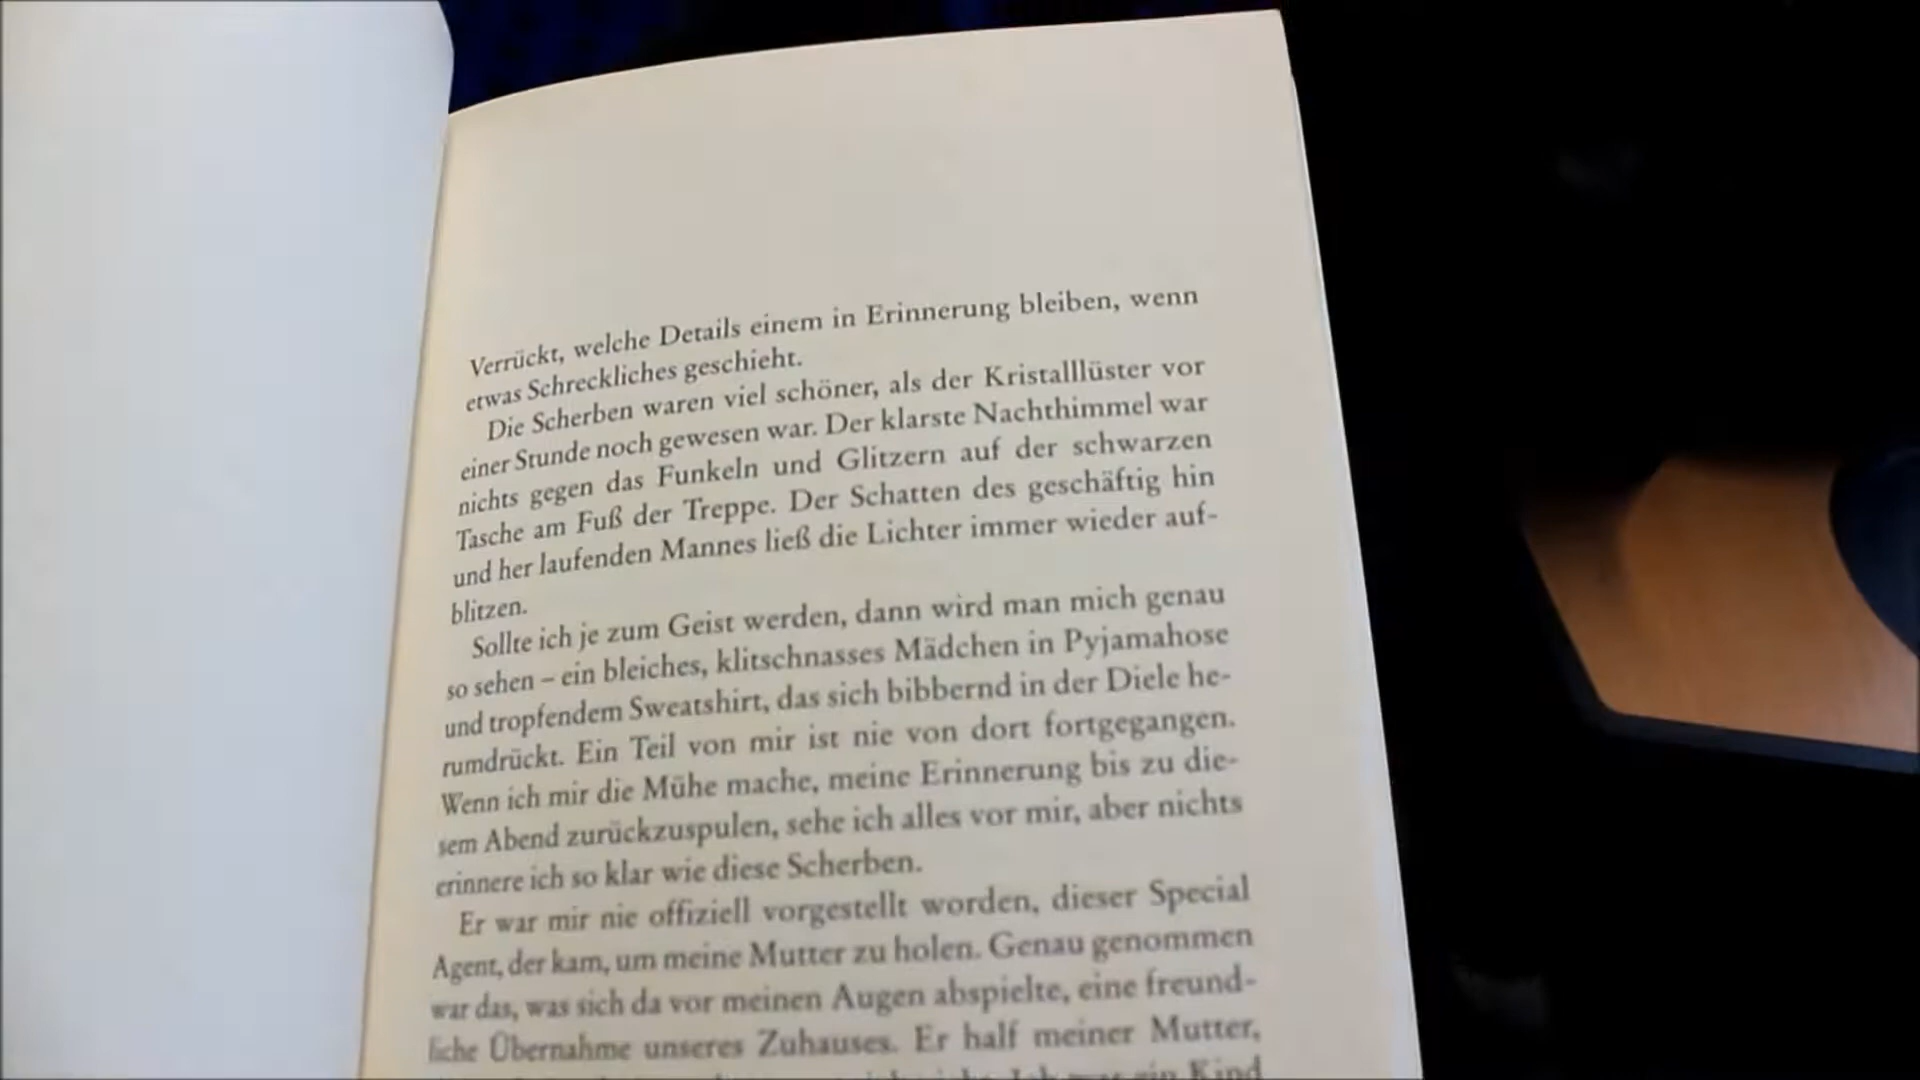 Verrückt, welche Details einem in Erinnerung bleiben, wenn
etwas Schreckliches geschieht.
Die Scherben waren viel schöner, als der Kristalllüster vor
einer Stunde noch gewesen war. Der klarste Nachthimmel war
nichts gegen das Funkeln und Glitzern auf der schwarzen
Tasche am Fuß der Treppe. Der Schatten des geschäftig hin
und her laufenden Mannes ließ die Lichter immer wieder auf-
blitzen.
Sollte ich je zum Geist werden, dann wird man mich genau
so sehen – ein bleiches, klitschnasses Mädchen in Pyjamahose
und tropfendem Sweatshirt, das sich bibbernd in der Diele he-
rumdrückt. Ein Teil von mir ist nie von dort fortgegangen.
Wenn ich mir die Mühe mache, meine Erinnerung bis zu die-
sem Abend zurückzuspulen, sehe ich alles vor mir, aber nichts
erinnere ich so klar wie diese Scherben.
Er war mir nie offiziell vorgestellt worden, dieser Special
Agent, der kam, um meine Mutter zu holen. Genau genommen
war das, was sich da vor meinen Augen abspielte, eine freund-
liche Übernahme unseres Zuhauses. Er half meiner Mutter,
ein Kind